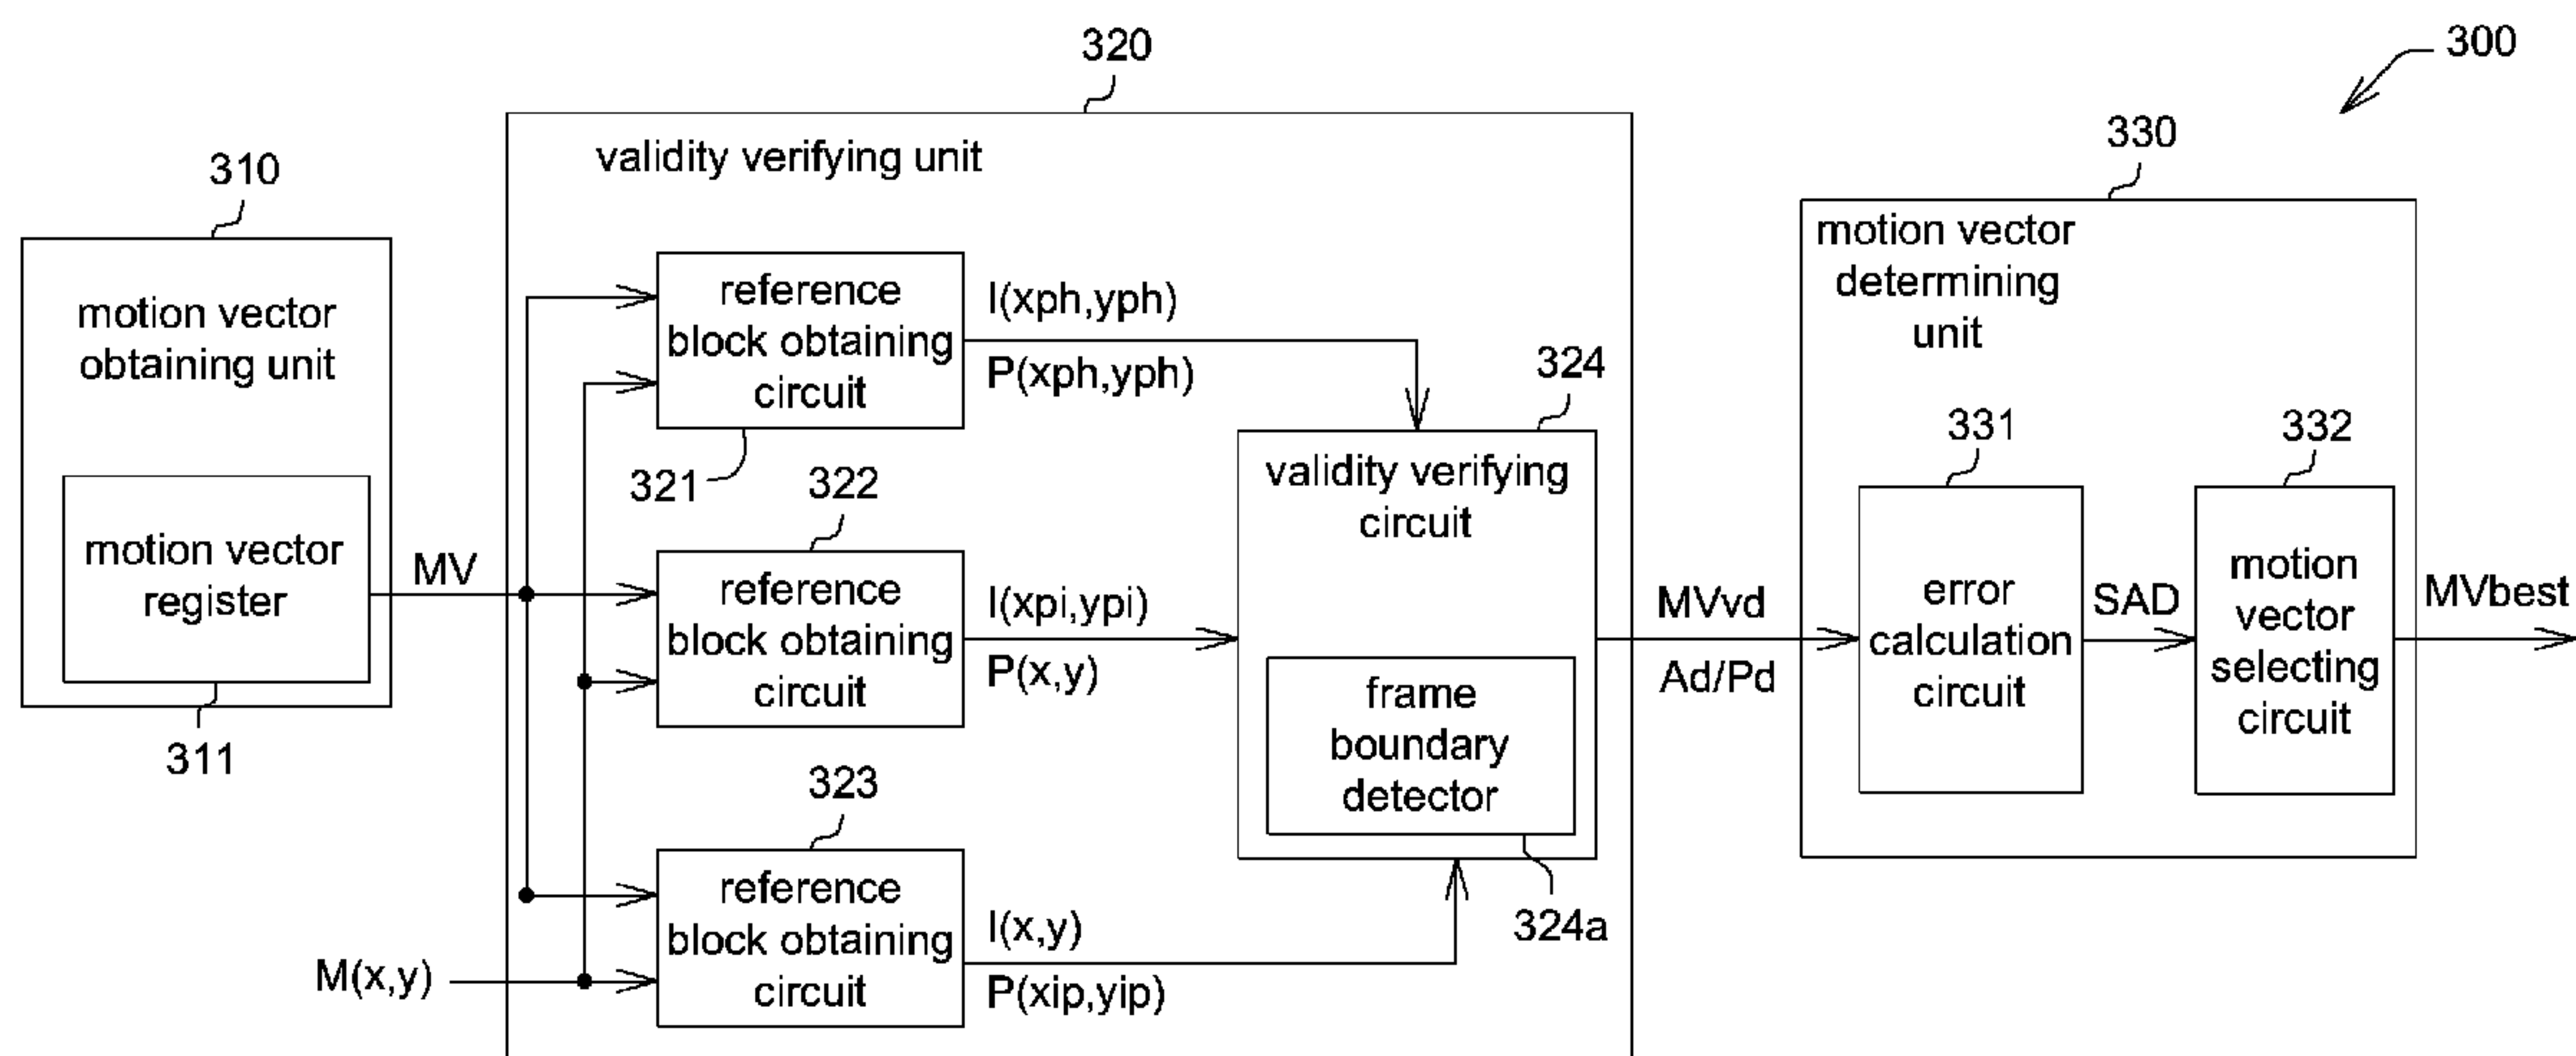 300
320
330
310
validity verifying unit
motion vector
determining
unit
motion vector
obtaining unit
reference
block obtaining
circuit
I(xph,yph)
P(xph,yph)
321
324
validity verifying
circuit
331
332
322
motion vector
register
311
MV
reference
block obtaining
circuit
I(xpi,ypi)
P(x,y)
frame
boundary
detector
324a
MVvd
Ad/Pd
error
calculation
circuit
SAD
motion
vector
selecting
circuit
MVbest
323
reference
block obtaining
circuit
I(x,y)
P(xip,yip)
M(x,y)